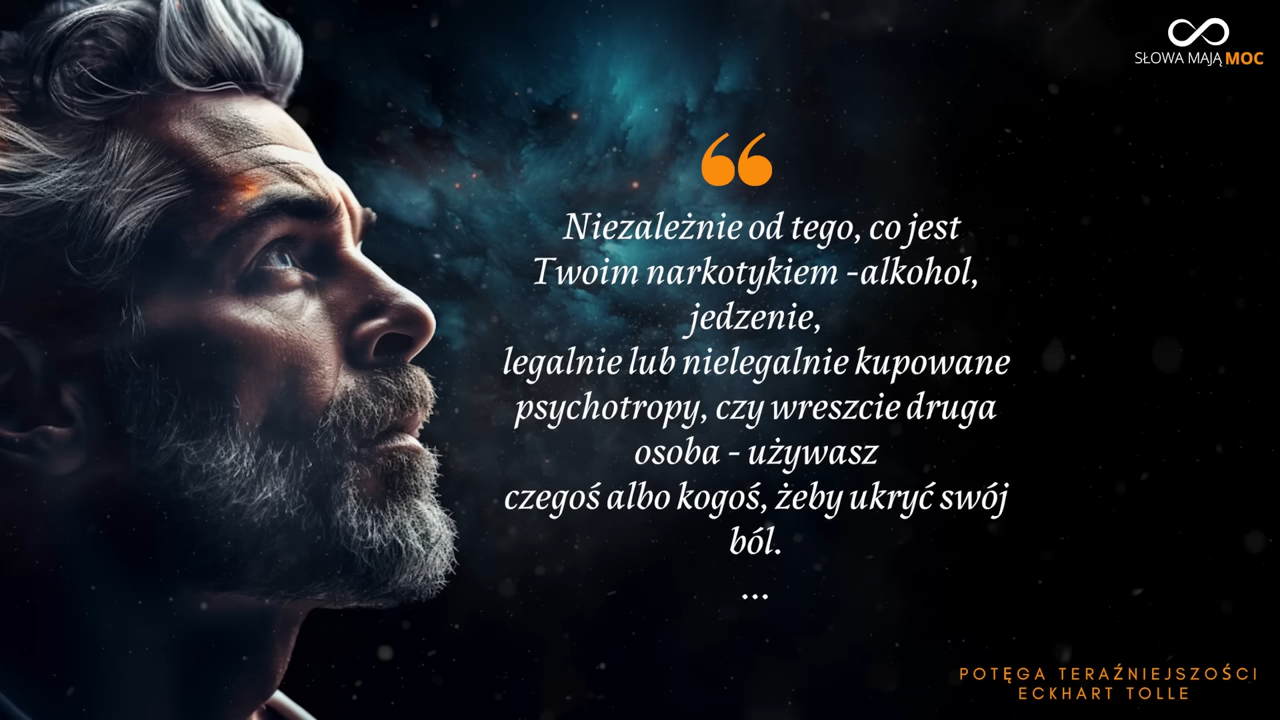 SŁOWA MAJĄ MOC
“
Niezależnie od tego, co jest
Twoim narkotykiem -alkohol,
jedzenie,
legalnie lub nielegalnie kupowane
psychotropy, czy wreszcie druga
osoba - używasz
czegoś albo kogoś, żeby ukryć swój
ból.
...
POTĘGA TERAŹNIEJSZOŚCI
ECKHART TOLLE